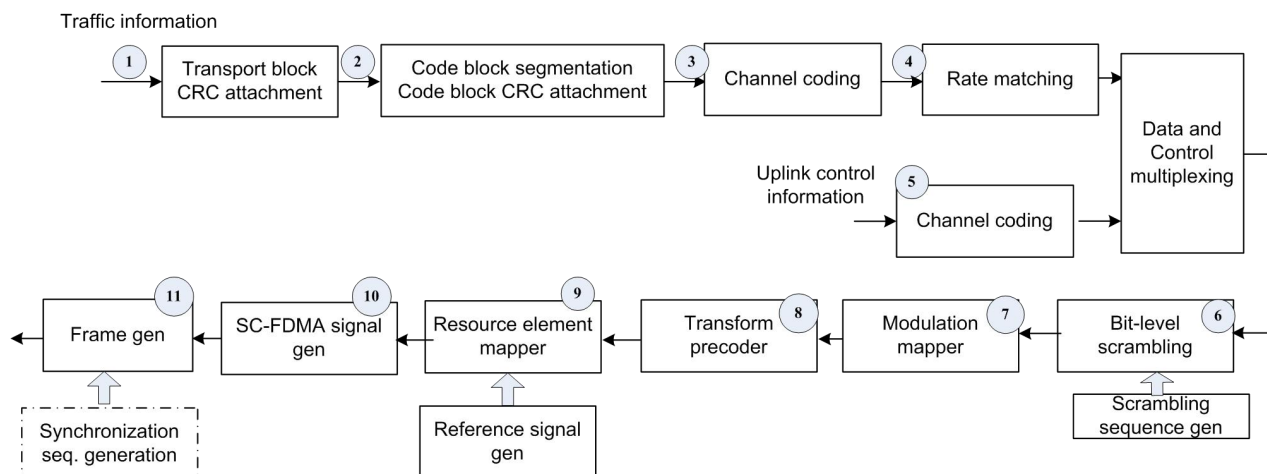 Traffic information
1
Transport block
CRC attachment
2
Code block segmentation
Code block CRC attachment
3
Channel coding
4
Rate matching
Data and
Control
multiplexing
Uplink control
information
5
Channel coding
11
Frame gen
10
SC-FDMA signal
gen
9
Resource element
mapper
8
Transform
precoder
7
Modulation
mapper
6
Bit-level
scrambling
Synchronization
seq. generation
Reference signal
gen
Scrambling
sequence gen